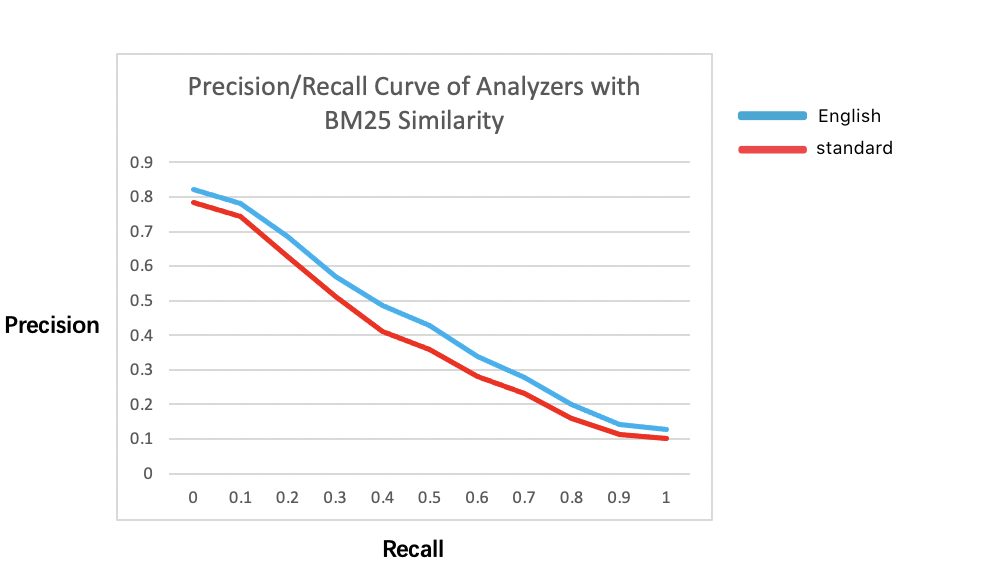 Precision/Recall Curve of Analyzers with
BM25 Similarity
English
standard
0.9
0.8
0.7
0.6
0.5
0.4
0.3
0.2
0.1
0
Precision
0 0.1 0.2 0.3 0.4 0.5 0.6 0.7 0.8 0.9 1
Recall